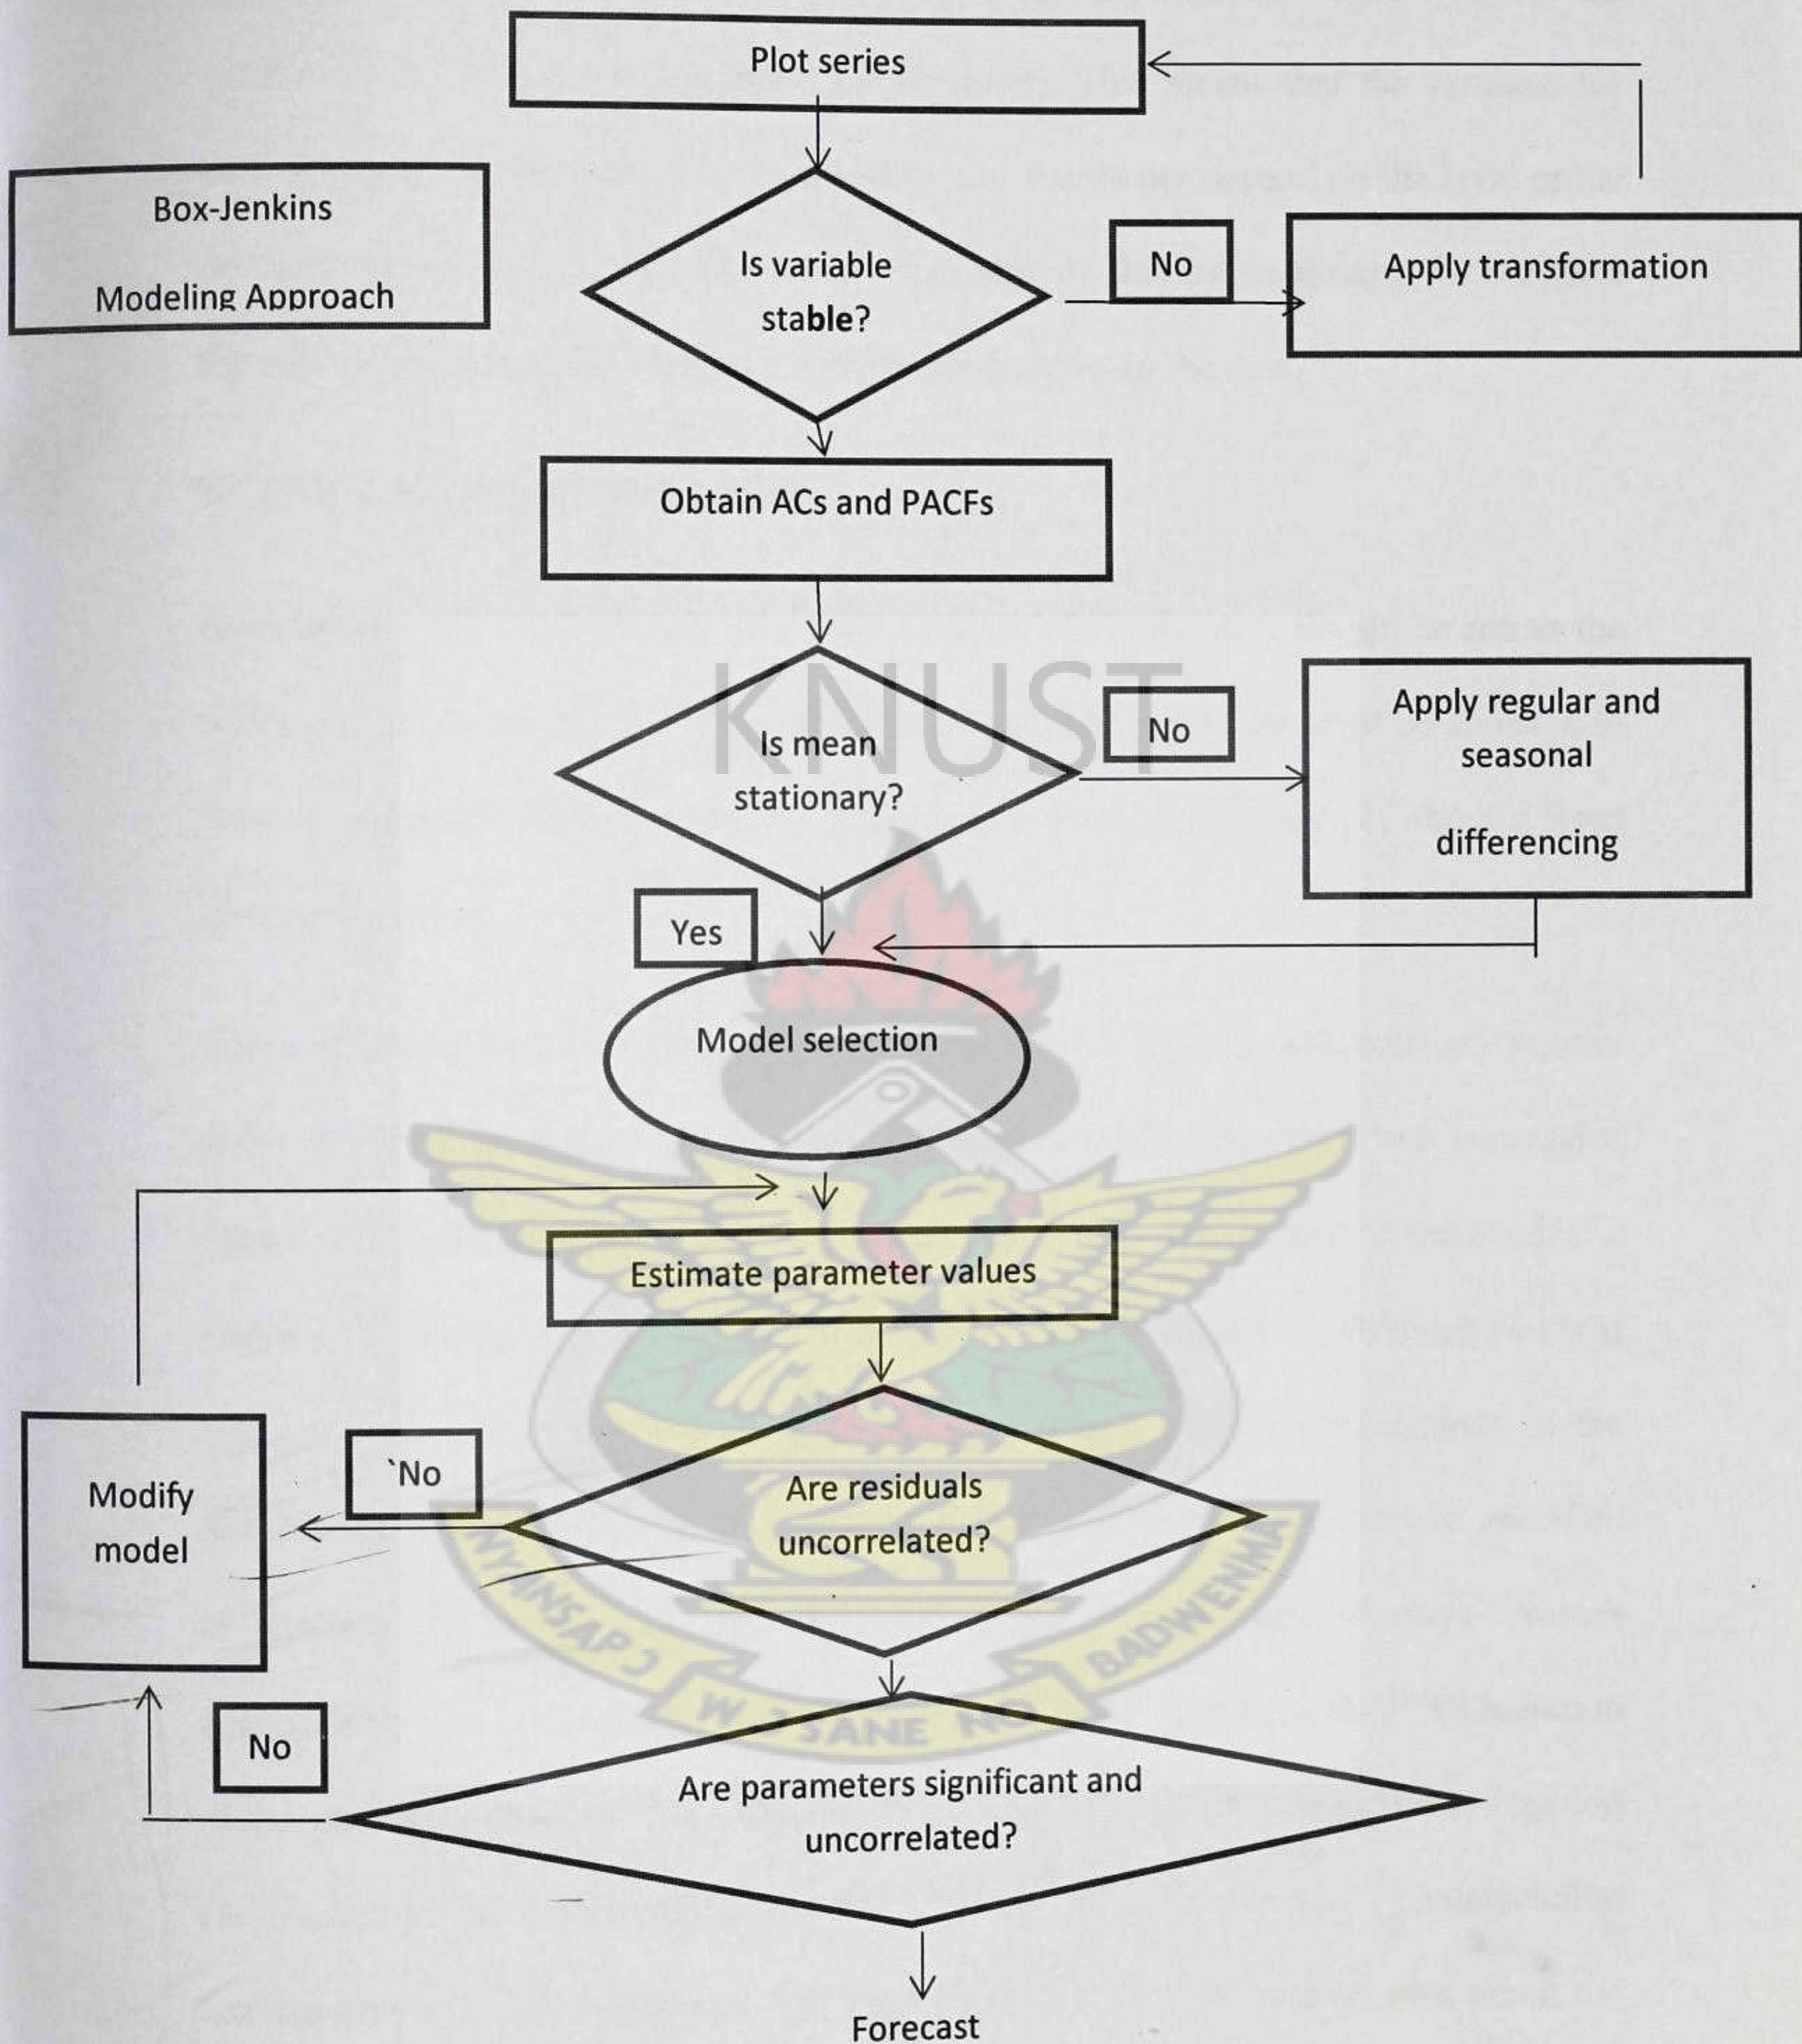 Plot series
Box-Jenkins
Modeling Approach
Is variable
stable?
No
Apply transformation
Obtain ACs and PACFs
KNUST
Is mean
stationary?
No
Apply regular and
seasonal
differencing
Yes
Model selection
Estimate parameter values
Modify
model
`No
Are residuals
uncorrelated?
NYANSAPƆ
BADWENMA
No
Are parameters significant and
uncorrelated?
Forecast